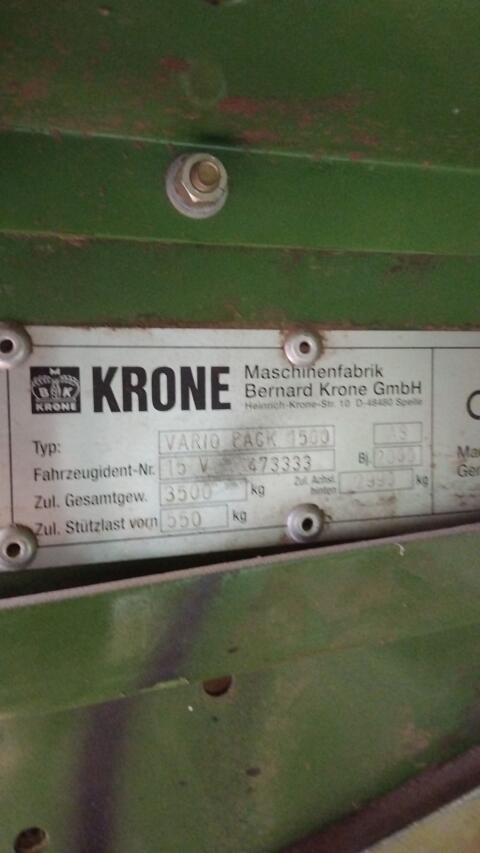 B K
KRONE
KRONE
Maschinenfabrik
Bernard Krone GmbH
Heinrich-Krone-Str. 10 D-48480 Spelle
Typ: VARIO PACK 1500
Fahrzeugident-Nr. 15 V 473333 Bj.
Zul. Gesamtgew. 3500 kg Zul. Achsl. hinten kg
Zul. Stützlast vorn 550 kg